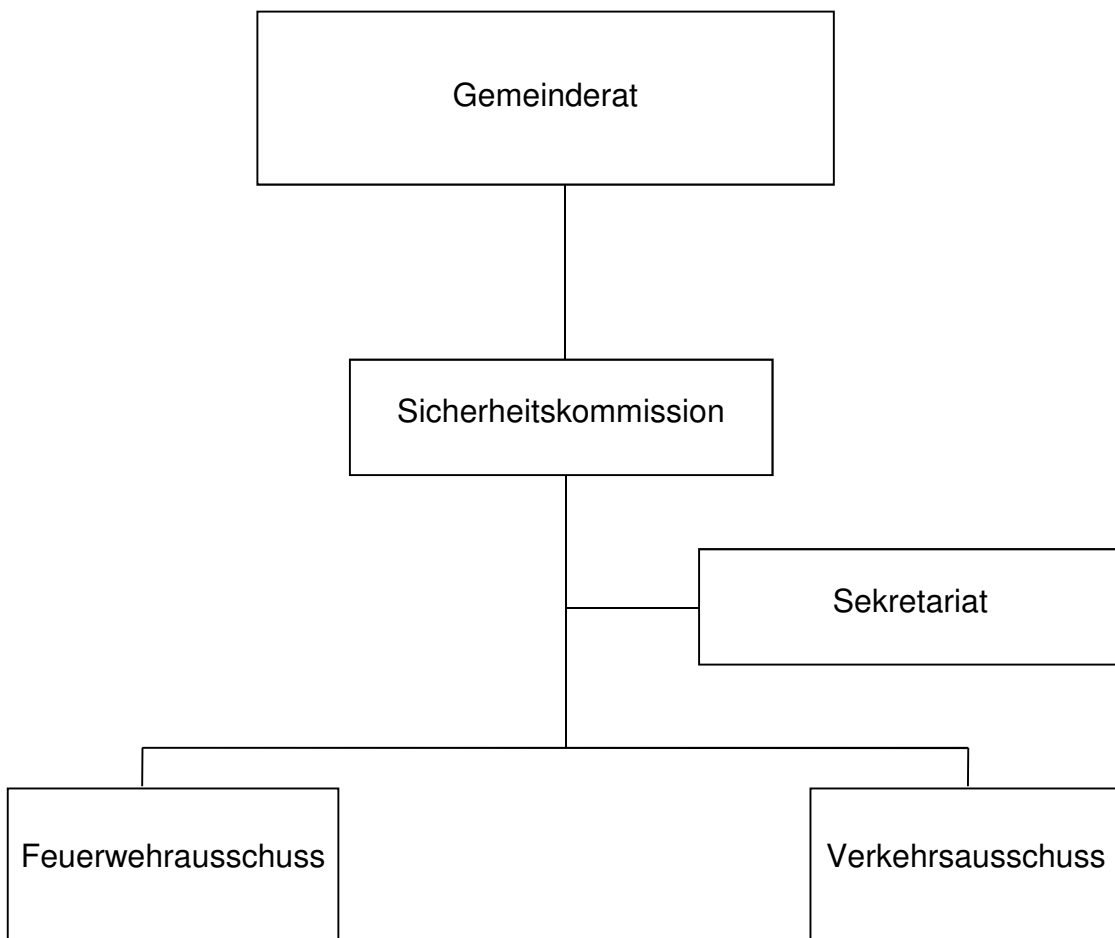 Gemeinderat
Sicherheitskommission
Sekretariat
Feuerwehrausschuss
Verkehrsausschuss